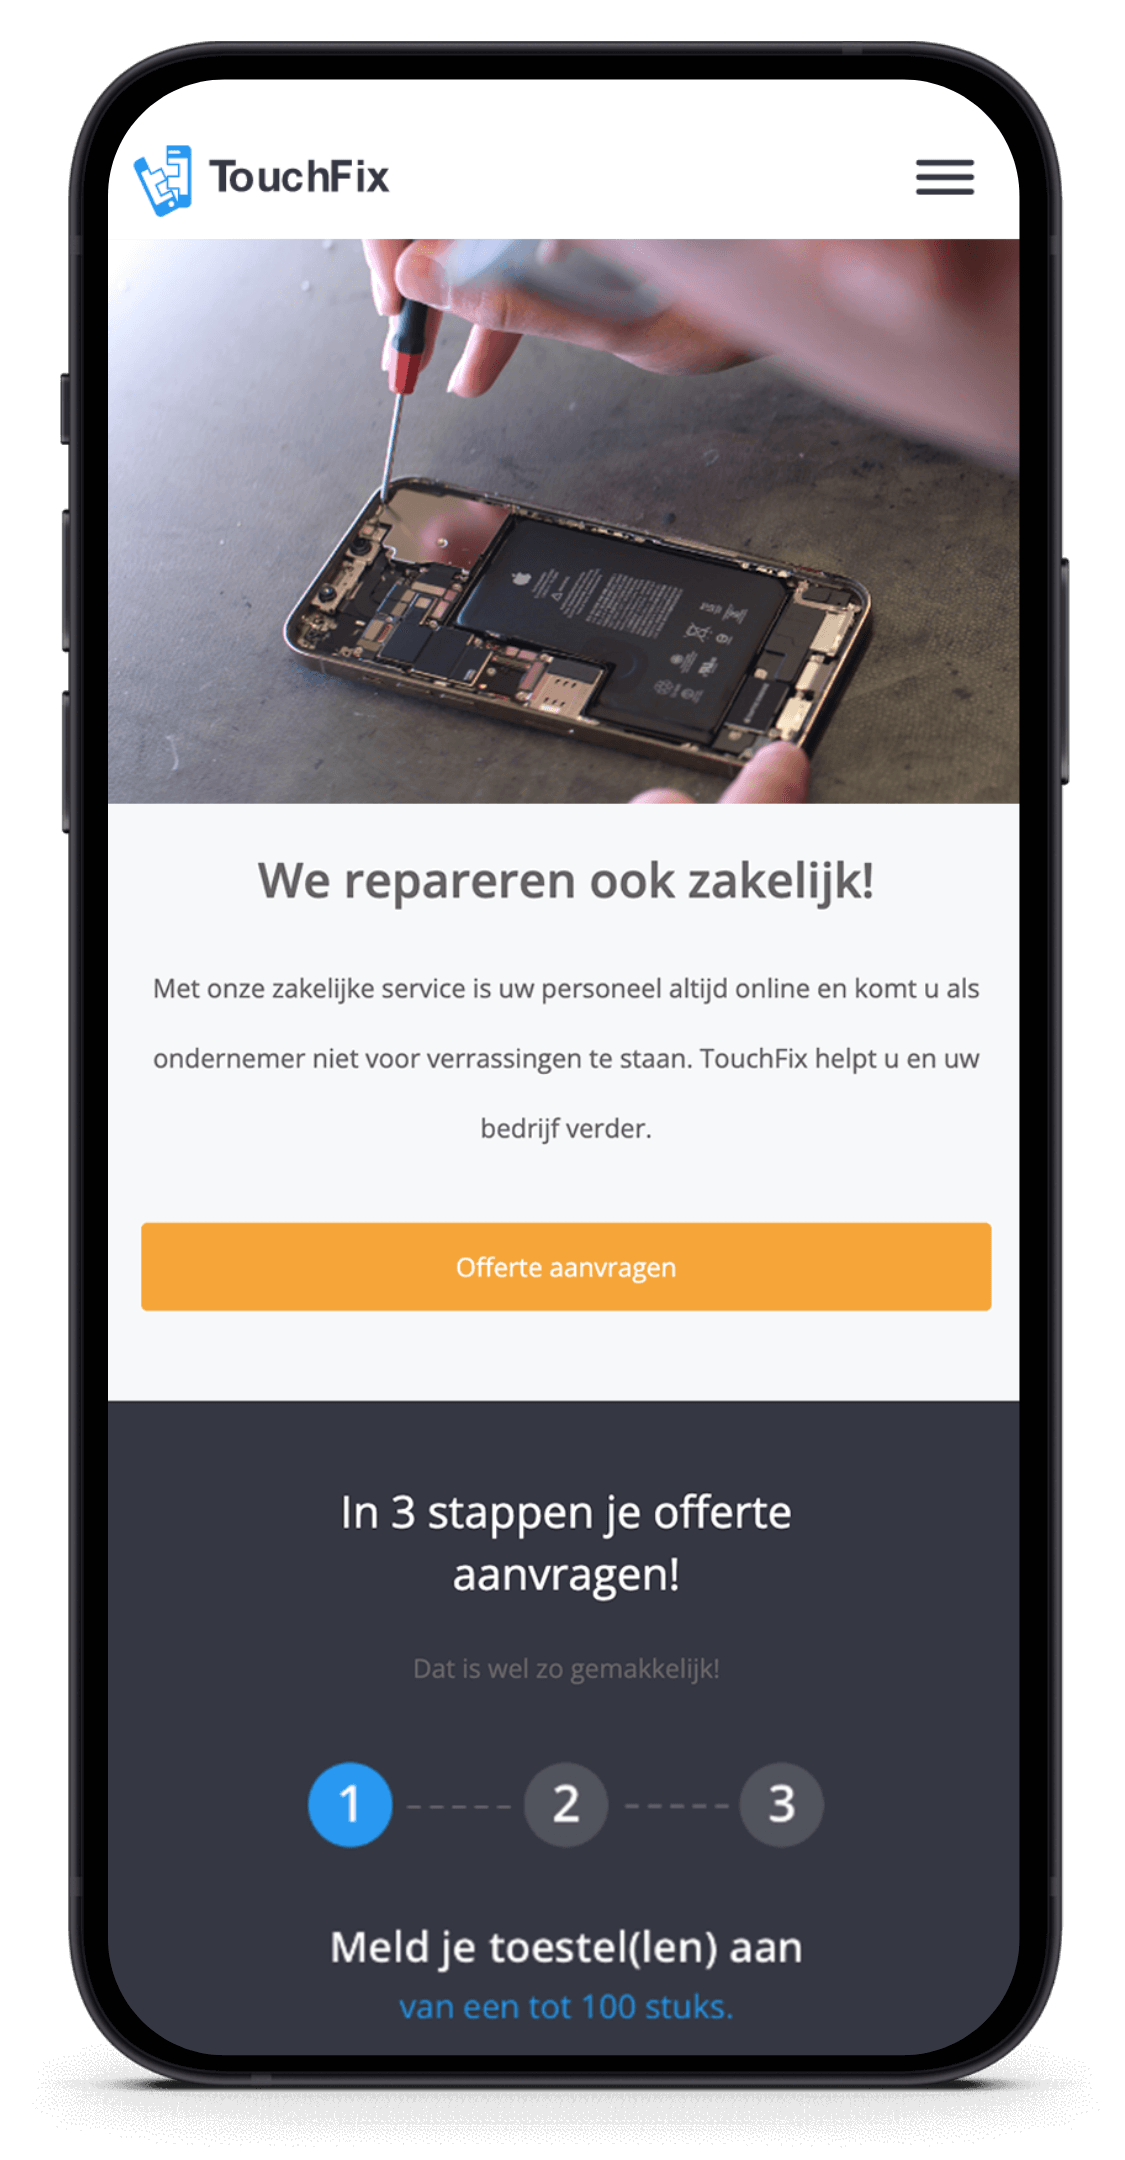 TouchFix
We repareren ook zakelijk!
Met onze zakelijke service is uw personeel altijd online en komt u als
ondernemer niet voor verrassingen te staan. TouchFix helpt u en uw
bedrijf verder.
Offerte aanvragen
In 3 stappen je offerte
aanvragen!
Dat is wel zo gemakkelijk!
1 2 3
Meld je toestel(len) aan
van een tot 100 stuks.